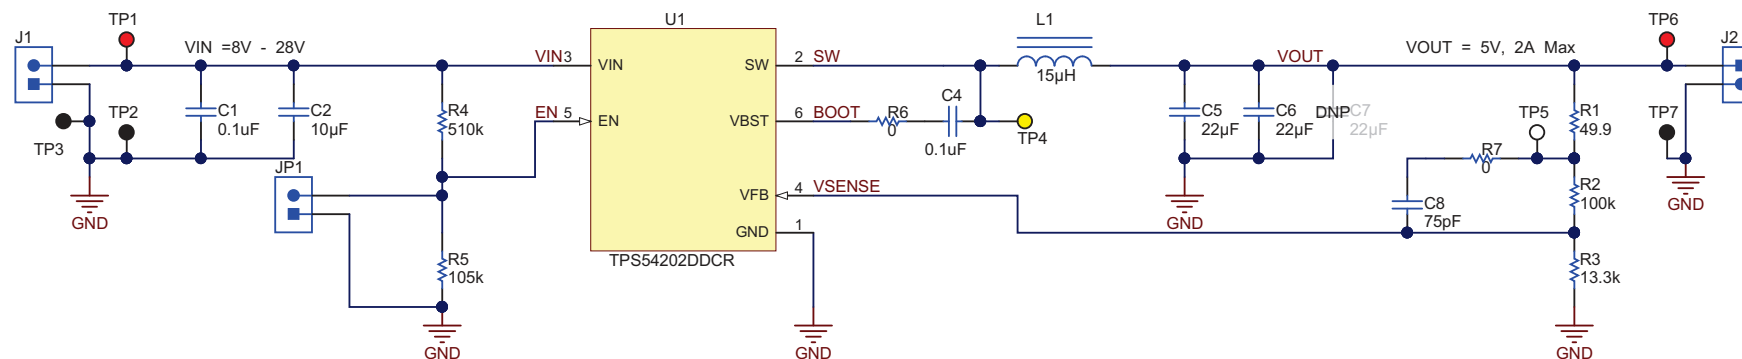 J1
TP1
VIN =8V - 28V
TP3
TP2
C1
0.1uF
C2
10µF
GND
JP1
R4
510k
R5
105k
GND
VIN 3
EN 5
U1
VIN
EN
SW
VBST
VFB
GND
TPS54202DDCR
2 SW
6 BOOT
4 VSENSE
1
GND
R6
0
C4
0.1uF
TP4
L1
15µH
VOUT
C5
22µF
C6
22µF
DNP
C7
22µF
GND
VOUT = 5V, 2A Max
TP5
R7
0
C8
75pF
R1
49.9
R2
100k
R3
13.3k
GND
TP6
TP7
J2
GND